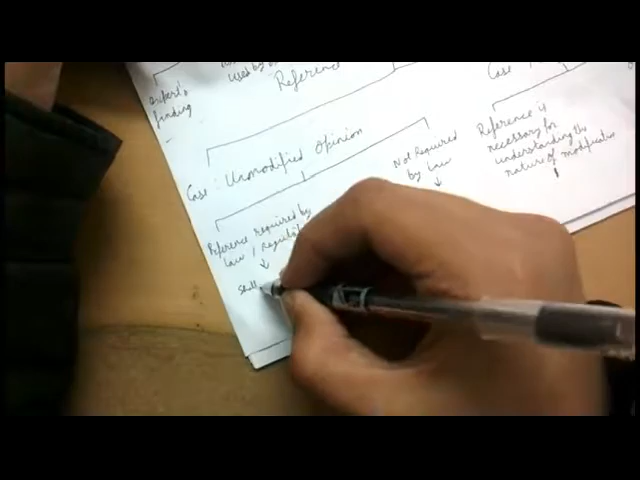 Expert's
finding
used by
Reference
Case : Unmodified Opinion
Reference required by
law /
Shall
Not Required
by law
Case
Reference is
necessary for
understanding the
nature of modification